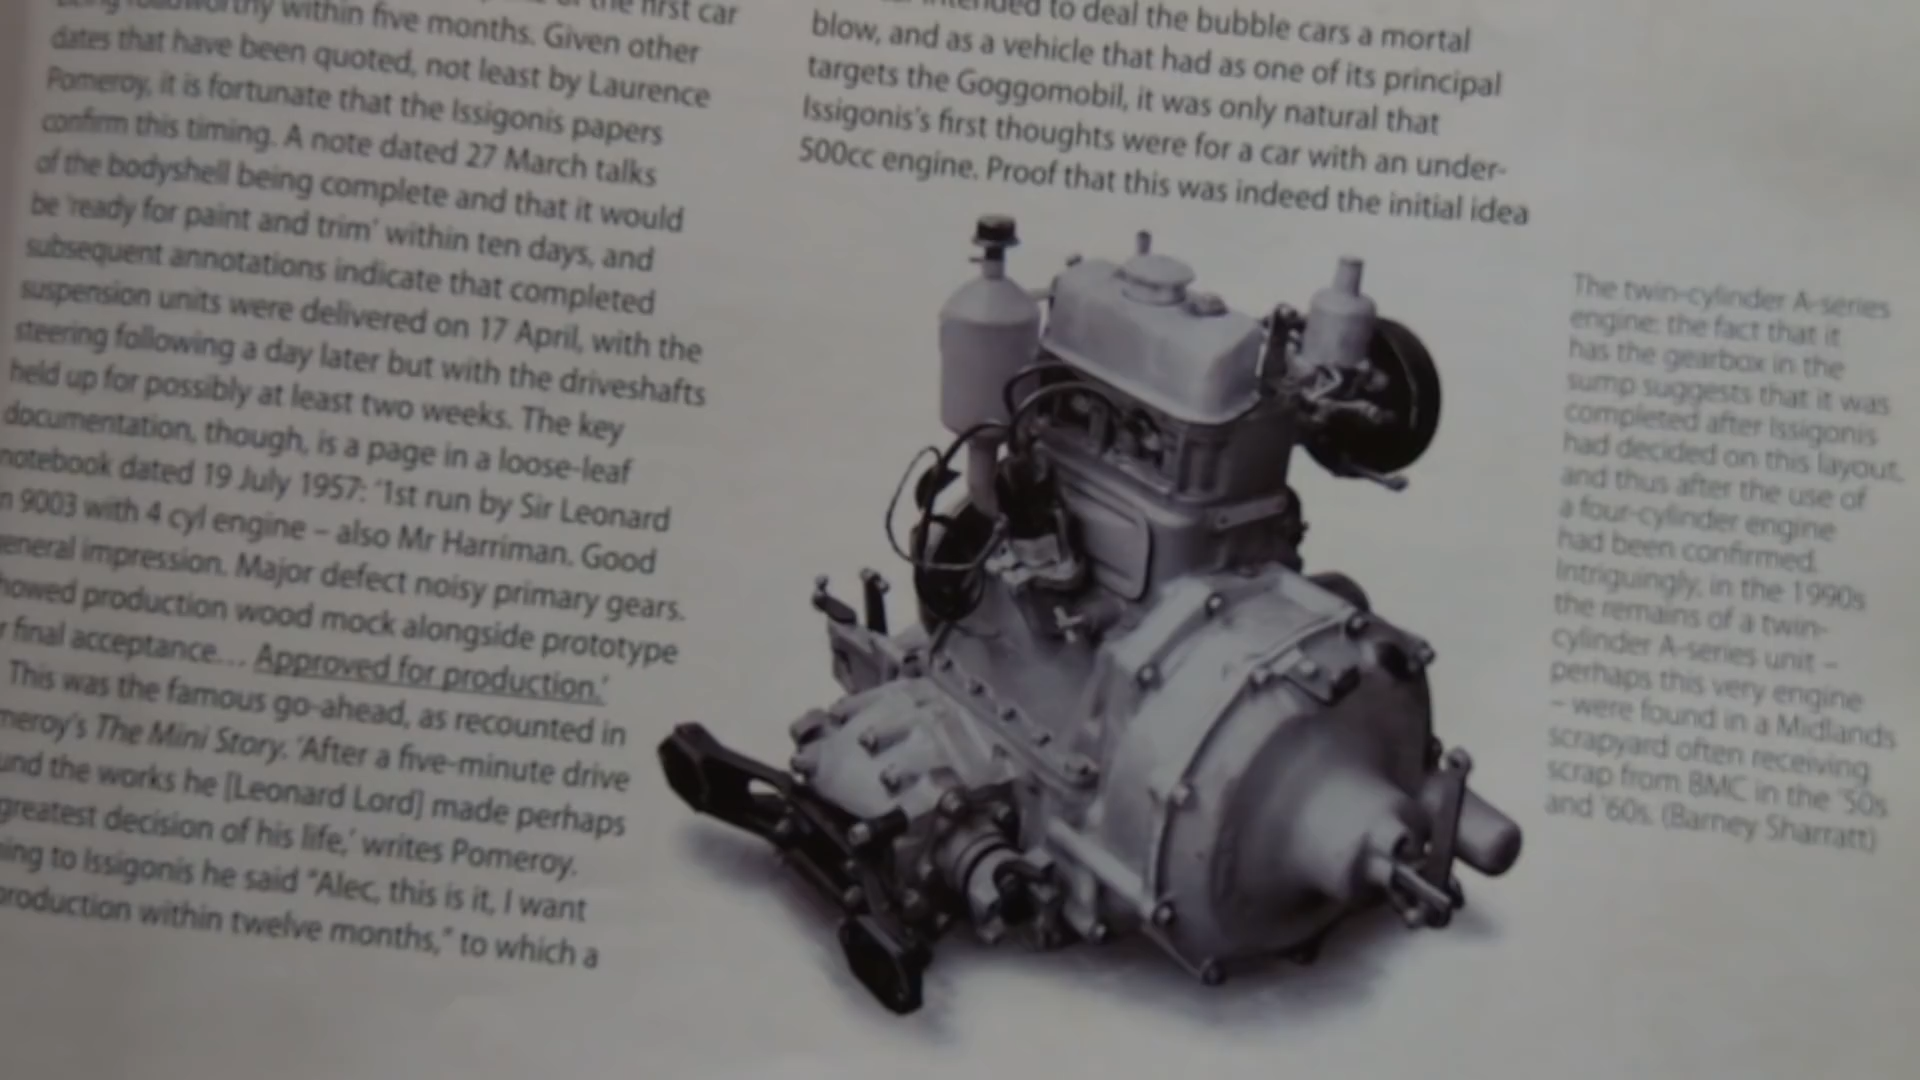 the first car
roadworthy within five months. Given other
dates that have been quoted, not least by Laurence
Pomeroy, it is fortunate that the Issigonis papers
confirm this timing. A note dated 27 March talks
of the bodyshell being complete and that it would
be 'ready for paint and trim' within ten days, and
subsequent annotations indicate that completed
suspension units were delivered on 17 April, with the
steering following a day later but with the driveshafts
held up for possibly at least two weeks. The key
documentation, though, is a page in a loose-leaf
notebook dated 19 July 1957: '1st run by Sir Leonard
n 9003 with 4 cyl engine – also Mr Harriman. Good
eneral impression. Major defect noisy primary gears.
howed production wood mock alongside prototype
r final acceptance... Approved for production.'
This was the famous go-ahead, as recounted in
meroy's The Mini Story. 'After a five-minute drive
und the works he [Leonard Lord] made perhaps
greatest decision of his life,' writes Pomeroy.
ning to Issigonis he said "Alec, this is it, I want
production within twelve months," to which a
intended to deal the bubble cars a mortal
blow, and as a vehicle that had as one of its principal
targets the Goggomobil, it was only natural that
Issigonis's first thoughts were for a car with an under-
500cc engine. Proof that this was indeed the initial idea
The twin-cylinder A-series
engine: the fact that it
has the gearbox in the
sump suggests that it was
completed after Issigonis
had decided on this layout,
and thus after the use of
a four-cylinder engine
had been confirmed.
Intriguingly, in the 1990s
the remains of a twin-
cylinder A-series unit –
perhaps this very engine
– were found in a Midlands
scrapyard often receiving
scrap from BMC in the '50s
and '60s. (Barney Sharratt)